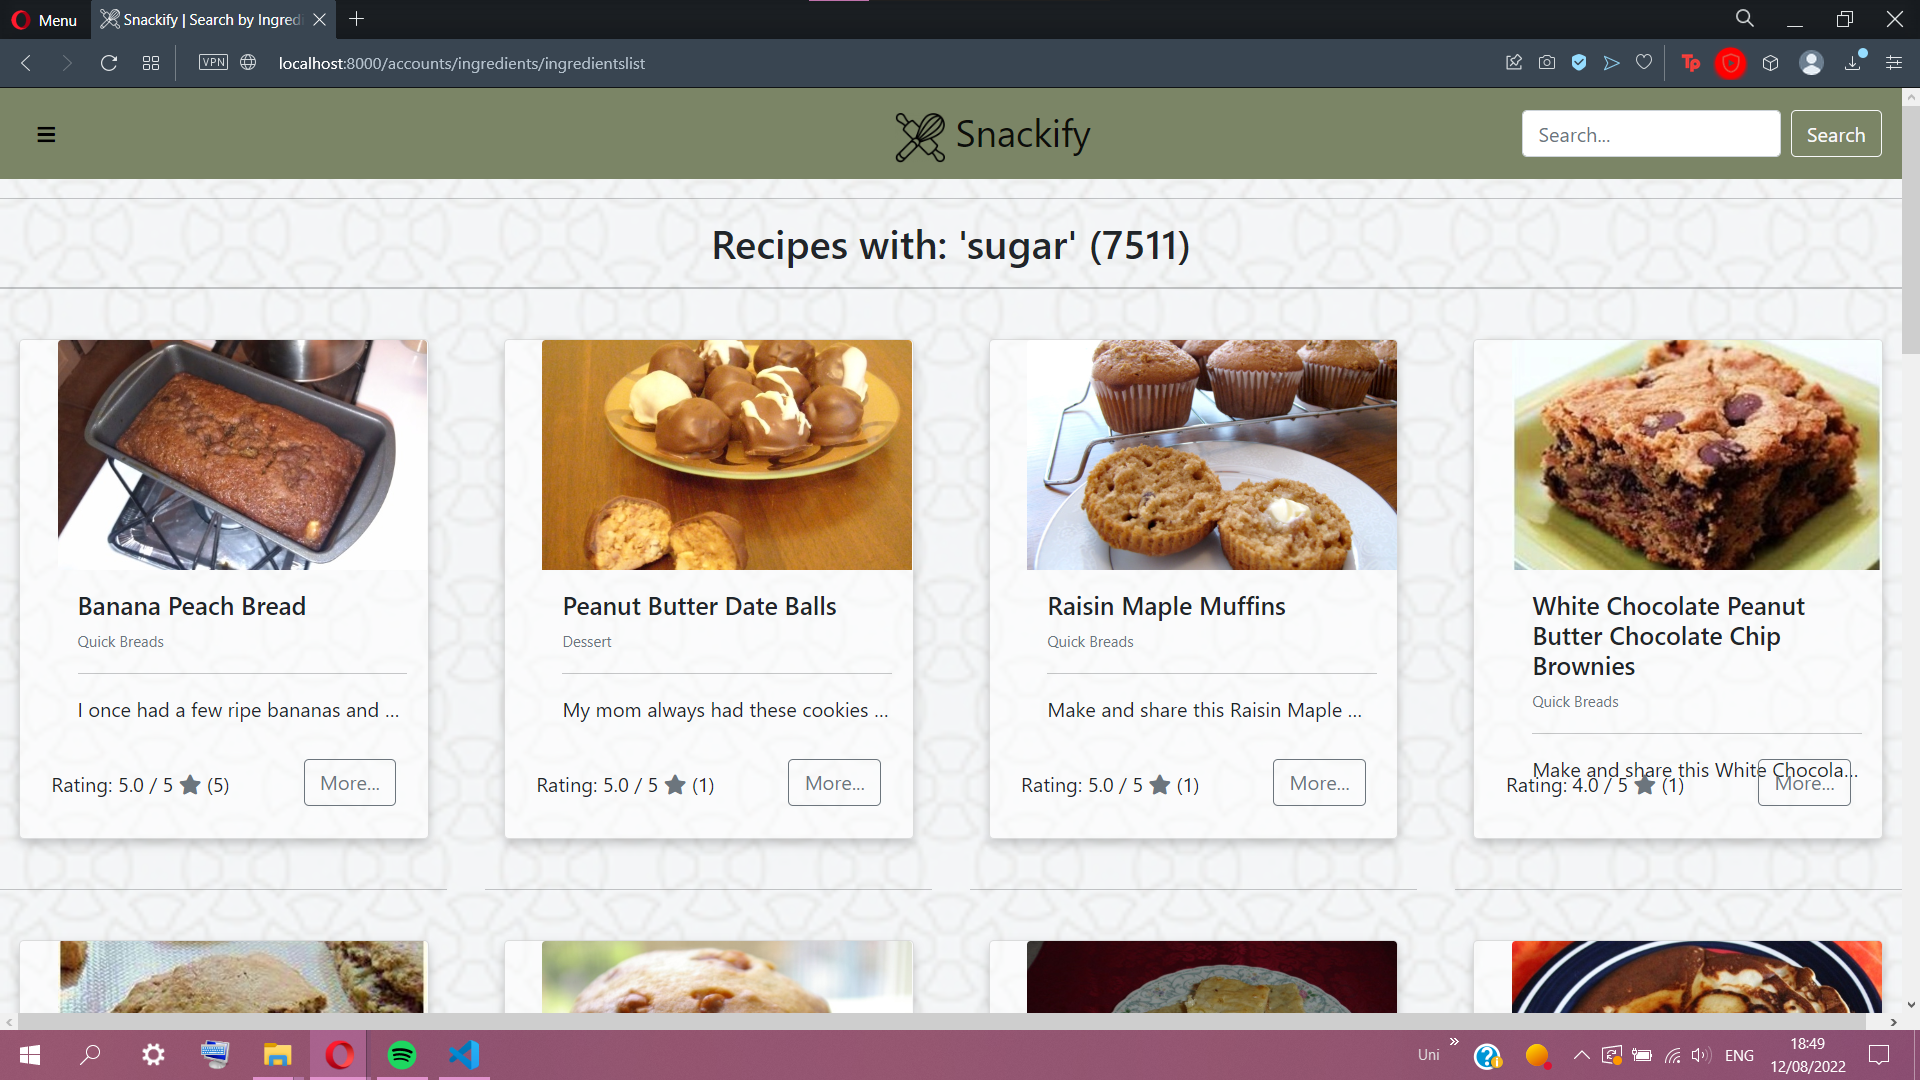 Menu
Snackify | Search by Ingredi
VPN
localhost:8000/accounts/ingredients/ingredientslist
Tp
Snackify
Search...
Search
Recipes with: 'sugar' (7511)
Banana Peach Bread
Quick Breads
I once had a few ripe bananas and ...
Rating: 5.0 / 5 (5)
More...
Peanut Butter Date Balls
Dessert
My mom always had these cookies ...
Rating: 5.0 / 5 (1)
More...
Raisin Maple Muffins
Quick Breads
Make and share this Raisin Maple ...
Rating: 5.0 / 5 (1)
More...
White Chocolate Peanut
Butter Chocolate Chip
Brownies
Quick Breads
Make and share this White Chocola...
Rating: 4.0 / 5 (1)
More...
Uni
ENG
18:49
12/08/2022